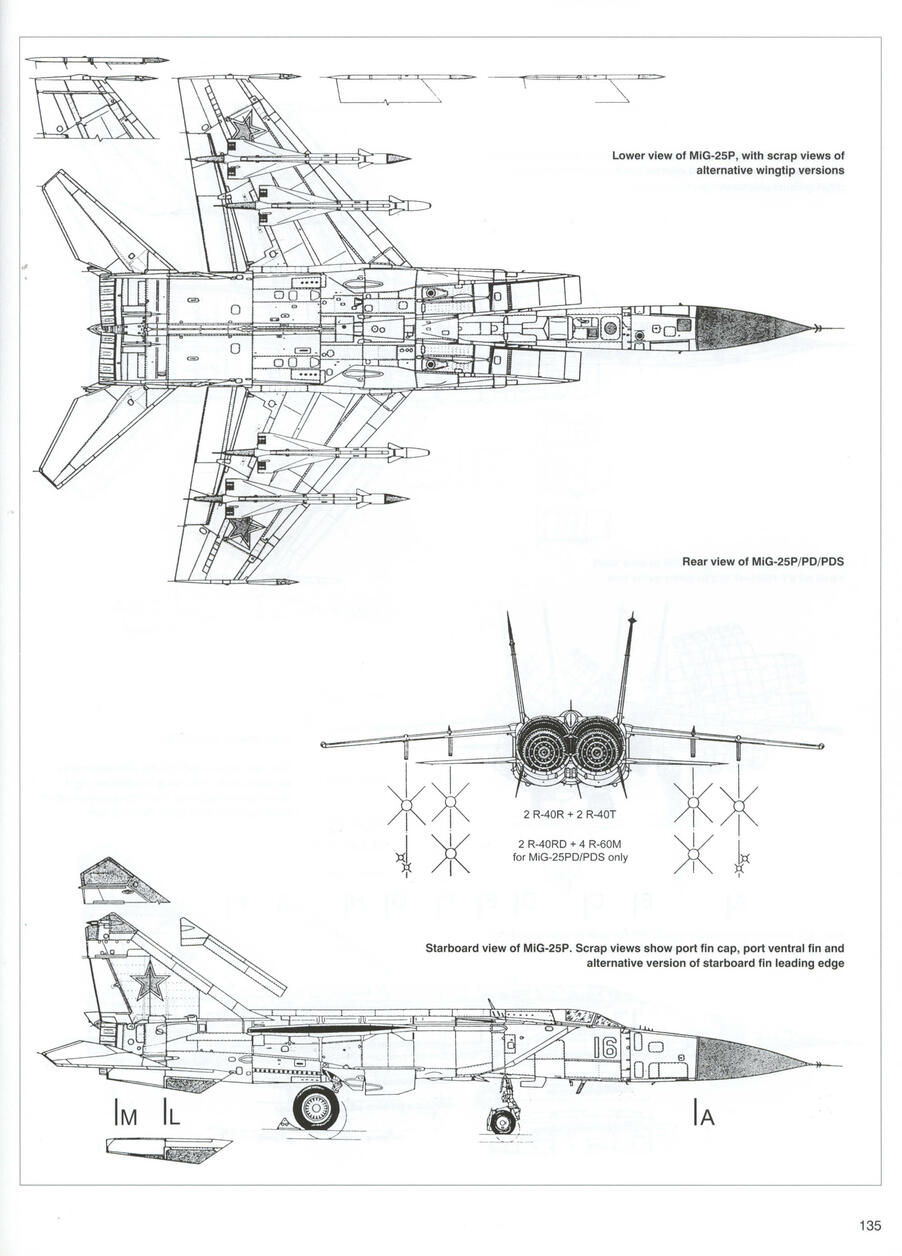 Lower view of MiG-25P, with scrap views of
alternative wingtip versions
Rear view of MiG-25P/PD/PDS
2 R-40R + 2 R-40T
2 R-40RD + 4 R-60M
for MiG-25PD/PDS only
Starboard view of MiG-25P. Scrap views show port fin cap, port ventral fin and
alternative version of starboard fin leading edge
16
M L A
135